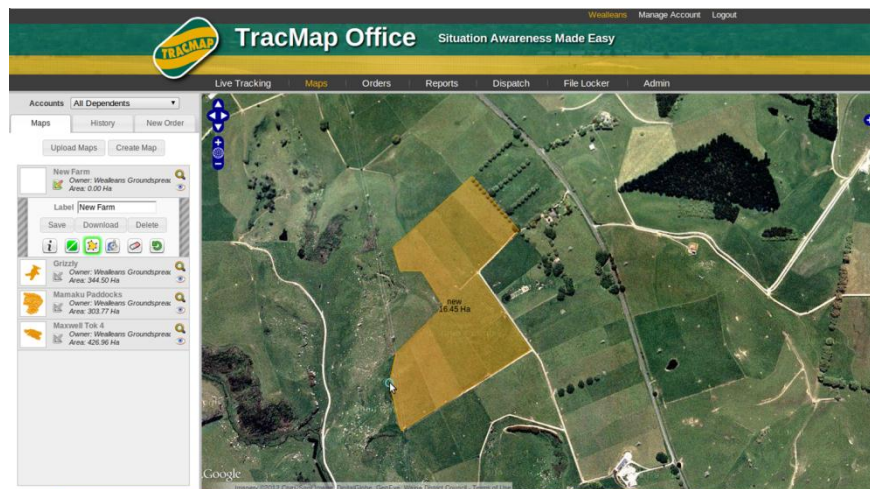 Wealleans Manage Account Logout
TRACMAP
TracMap Office Situation Awareness Made Easy
Live Tracking Maps Orders Reports Dispatch File Locker Admin
Accounts All Dependents
Maps History New Order
Upload Maps Create Map
New Farm
Owner: Wealleans Groundsprea
Area: 0.00 Ha
Label New Farm
Save Download Delete
Grizzly
Owner: Wealleans Groundsprea
Area: 344.50 Ha
Mamaku Paddocks
Owner: Wealleans Groundsprea
Area: 303.77 Ha
Maxwell Tok 4
Owner: Wealleans Groundsprea
Area: 426.96 Ha
new
16.45 Ha
Google